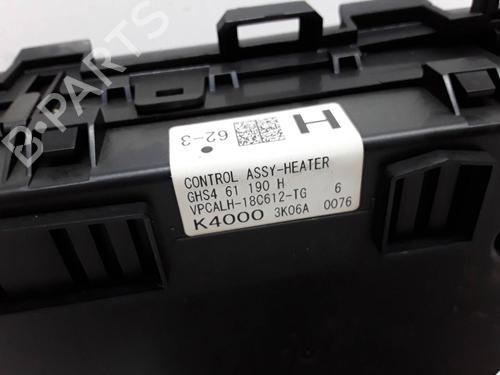 B-PARTS
H
62-3
CONTROL ASSY-HEATER
GHS4 61 190 H
VPCALH-18C612-TG 6
K4000 3K06A 0076